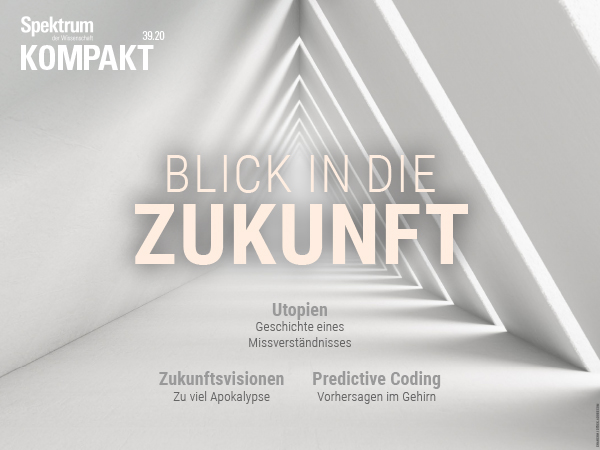 Spektrum
der Wissenschaft
39.20
KOMPAKT
BLICK IN DIE
ZUKUNFT
Utopien
Geschichte eines
Missverständnisses
Zukunftsvisionen
Zu viel Apokalypse
Predictive Coding
Vorhersagen im Gehirn